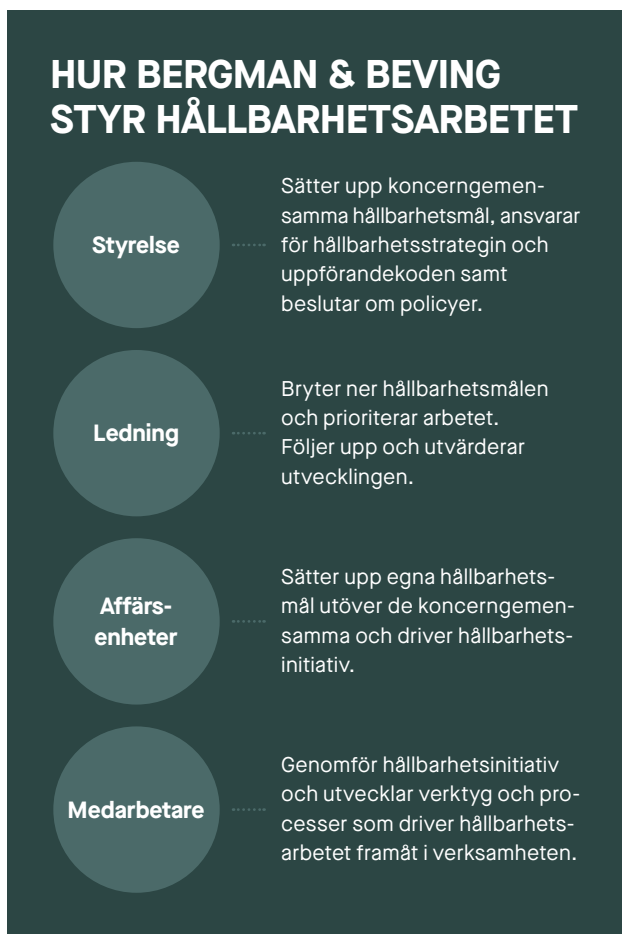 HUR BERGMAN & BEVING
STYR HÅLLBARHETSARBETET
Styrelse
Sätter upp koncerngemen-
samma hållbarhetsmål, ansvarar
för hållbarhetsstrategin och
uppförandekoden samt
beslutar om policyer.
Ledning
Bryter ner hållbarhetsmålen
och prioriterar arbetet.
Följer upp och utvärderar
utvecklingen.
Affärs-
enheter
Sätter upp egna hållbarhets-
mål utöver de koncerngemen-
samma och driver hållbarhets-
initiativ.
Medarbetare
Genomför hållbarhetsinitiativ
och utvecklar verktyg och pro-
cesser som driver hållbarhets-
arbetet framåt i verksamheten.